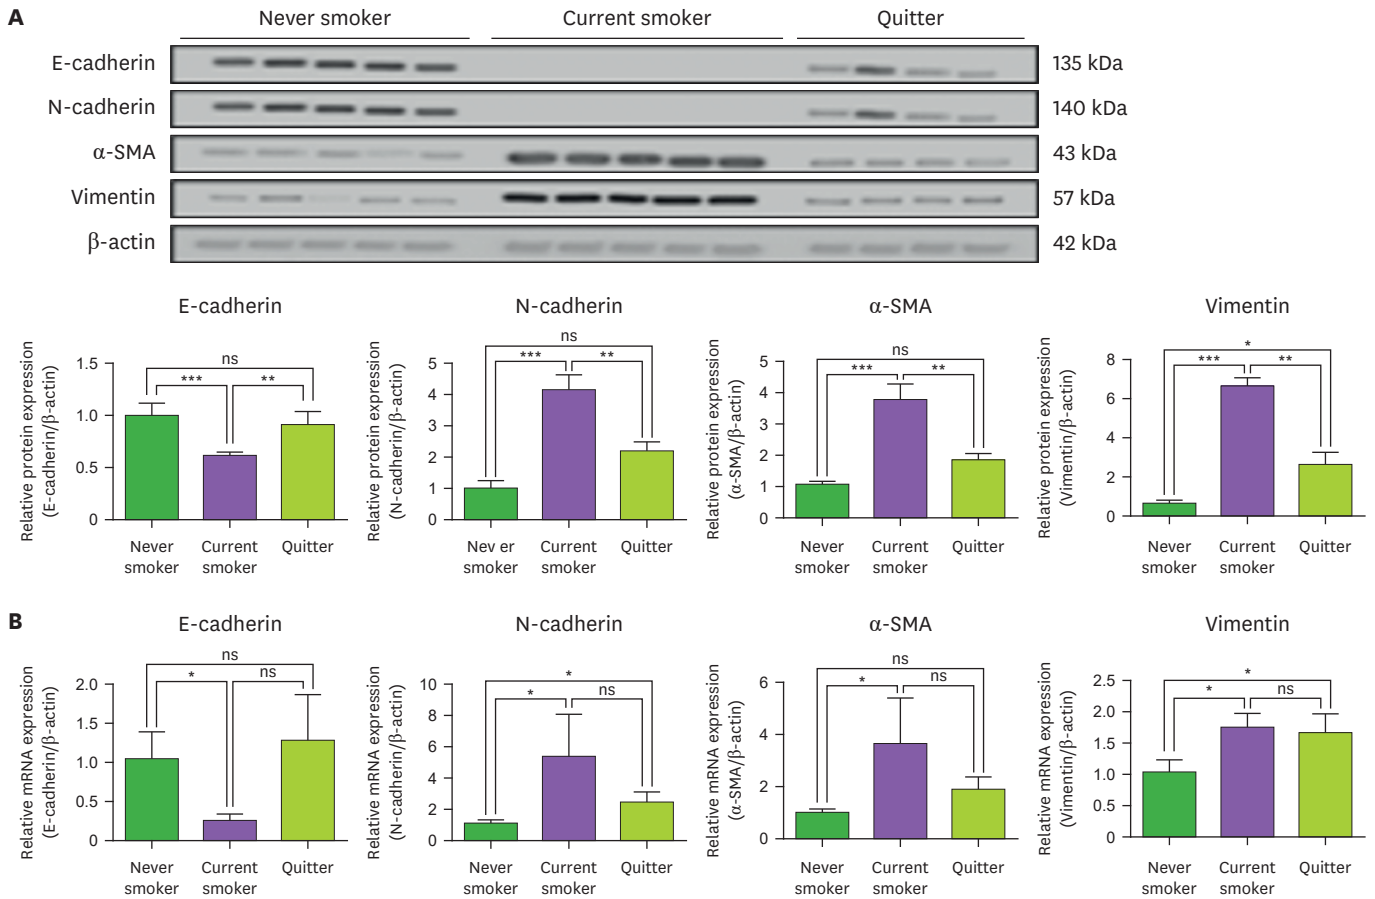 A
Never smoker
Current smoker
Quitter
E-cadherin
135 kDa
N-cadherin
140 kDa
α-SMA
43 kDa
Vimentin
57 kDa
β-actin
42 kDa
E-cadherin
Relative protein expression
(E-cadherin/β-actin)
1.5
1.0
0.5
0
ns
***
**
Never
smoker
Current
smoker
Quitter
N-cadherin
Relative protein expression
(N-cadherin/β-actin)
5
4
3
2
1
0
ns
***
**
Nev er
smoker
Current
smoker
Quitter
α-SMA
Relative protein expression
(α-SMA/β-actin)
5
4
3
2
1
0
ns
***
**
Never
smoker
Current
smoker
Quitter
Vimentin
Relative protein expression
(Vimentin/β-actin)
8
6
4
2
0
*
***
**
Never
smoker
Current
smoker
Quitter
B
E-cadherin
Relative mRNA expression
(E-cadherin/β-actin)
2.0
1.5
1.0
0.5
0
ns
*
ns
Never
smoker
Current
smoker
Quitter
N-cadherin
Relative mRNA expression
(N-cadherin/β-actin)
10
8
6
4
2
0
*
*
ns
Never
smoker
Current
smoker
Quitter
α-SMA
Relative mRNA expression
(α-SMA/β-actin)
6
4
2
0
ns
*
ns
Never
smoker
Current
smoker
Quitter
Vimentin
Relative mRNA expression
(Vimentin/β-actin)
2.5
2.0
1.5
1.0
0.5
0
*
*
ns
Never
smoker
Current
smoker
Quitter